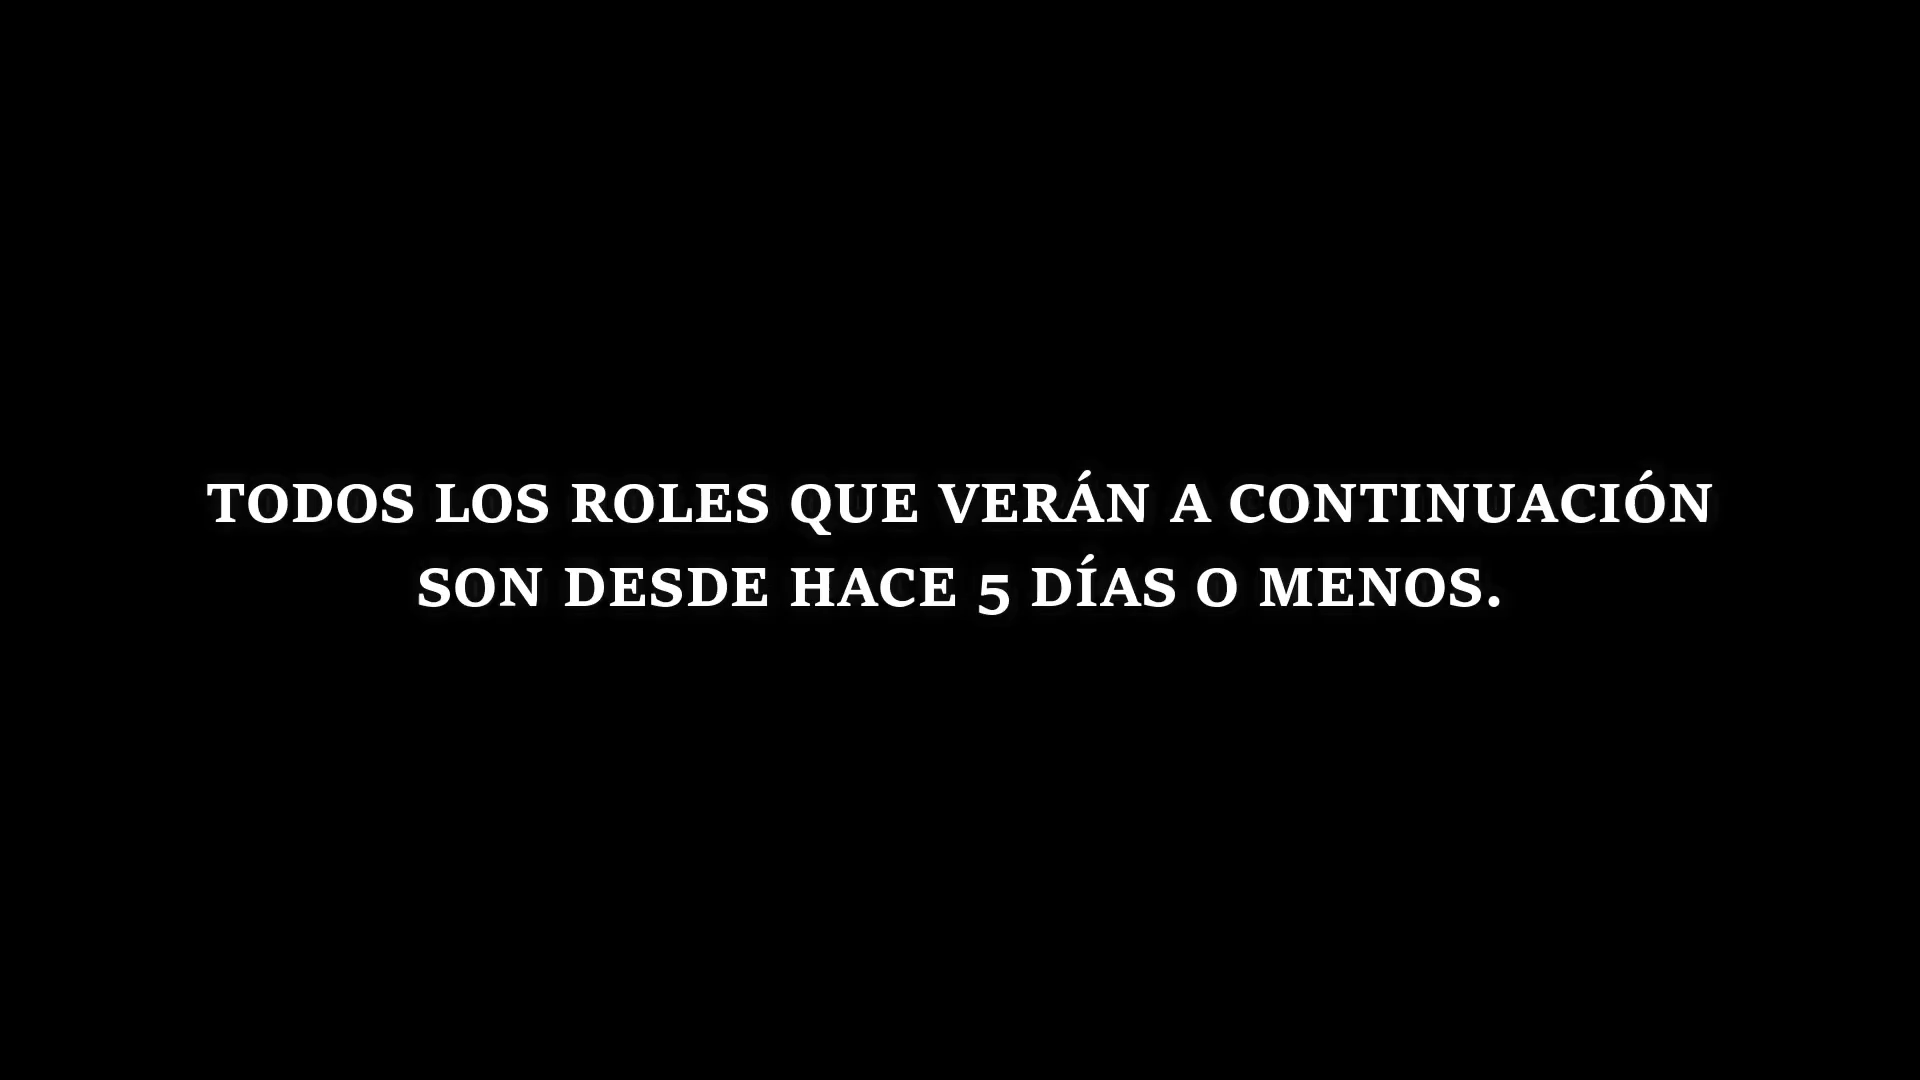 TODOS LOS ROLES QUE VERÁN A CONTINUACIÓN
SON DESDE HACE 5 DÍAS O MENOS.